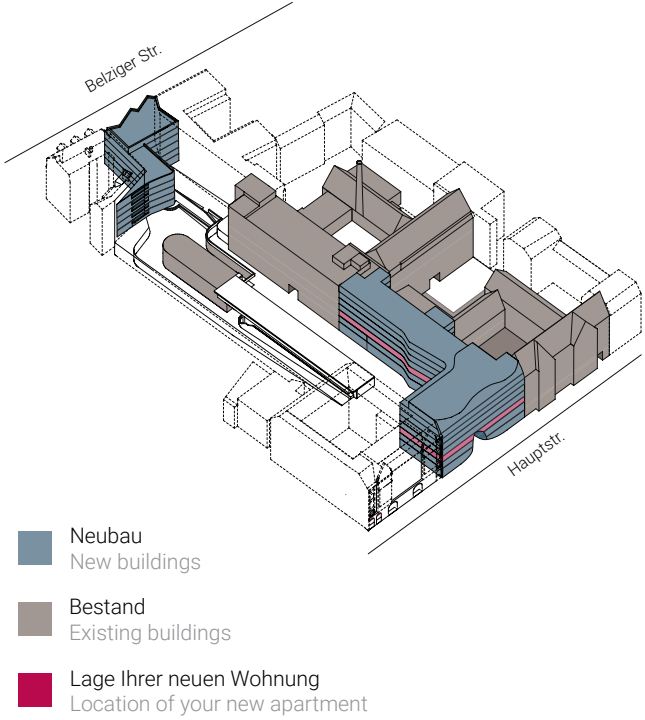 Belziger Str.
Hauptstr.
Neubau
New buildings
Bestand
Existing buildings
Lage Ihrer neuen Wohnung
Location of your new apartment